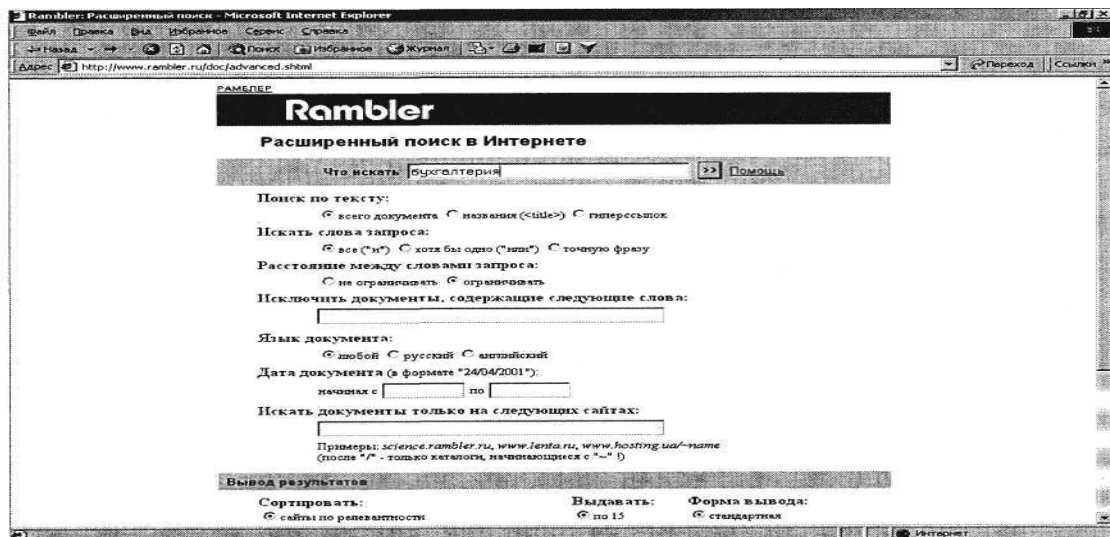 Rambler: Расширенный поиск - Microsoft Internet Explorer
Файл Правка Вид Избранное Сервис Справка
Назад Поиск Избранное Журнал
Адрес http://www.rambler.ru/doc/advanced.shtml Переход Ссылки »
РАМБЛЕР
Rambler
Расширенный поиск в Интернете
Что искать бухгалтерия >> Помощь
Поиск по тексту:
всего документа названия (<title>) гиперссылок
Искать слова запроса:
все ("и") хотя бы одно ("или") точную фразу
Расстояние между словами запроса:
не ограничивать ограничивать
Исключить документы, содержащие следующие слова:
Язык документа:
любой русский английский
Дата документа (в формате "24/04/2001"):
начиная с по
Искать документы только на следующих сайтах:
Примеры: science.rambler.ru, www.lenta.ru, www.hosting.ua/~name
(после "/" - только каталоги, начинающиеся с "~" !)
Вывод результатов
Сортировать: Выдавать: Форма вывода:
сайты по релевантности по 15 стандартная
Интернет